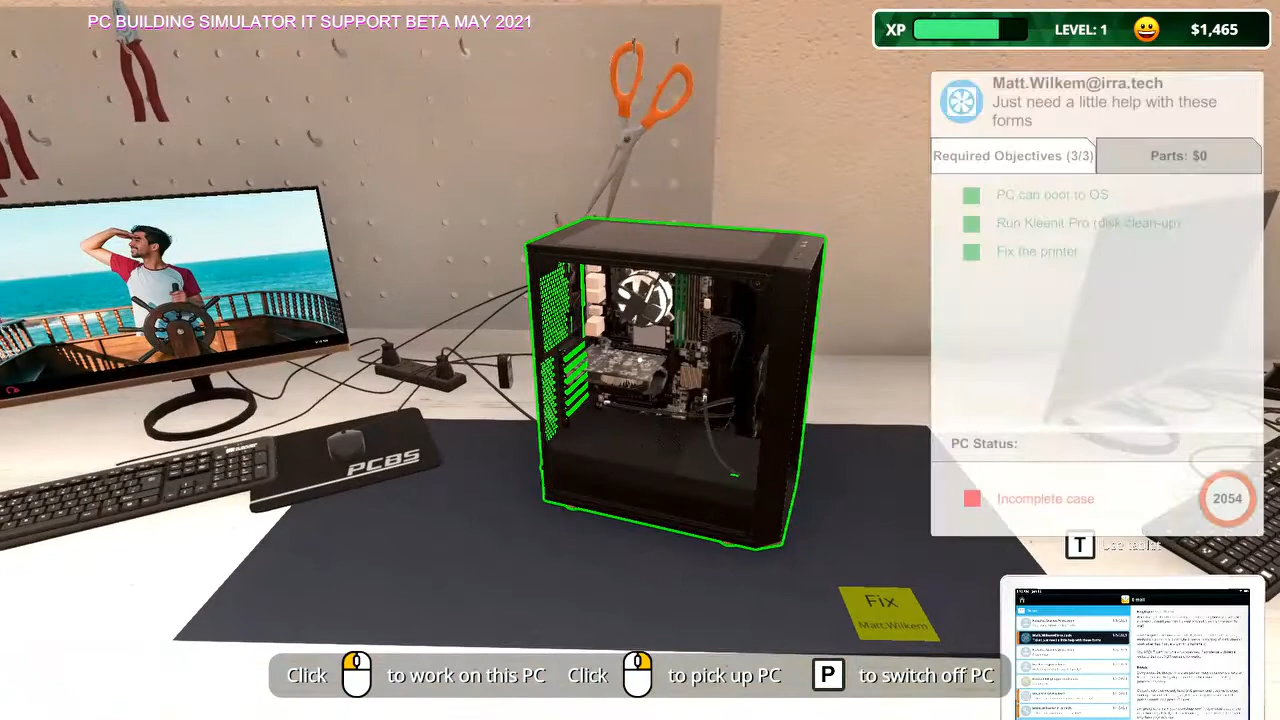 PC BUILDING SIMULATOR IT SUPPORT BETA MAY 2021
XP LEVEL: 1 $1,465
Matt.Wilkem@irra.tech
Just need a little help with these
forms
Required Objectives (3/3) Parts: $0
PC can boot to OS
Run Kleenit Pro (disk clean-up)
Fix the printer
PC Status:
Incomplete case 2054
T Use tablet
PCBS
Fix
Matt.Wilkem
Click to work on this PC Click to pick up PC P to switch off PC